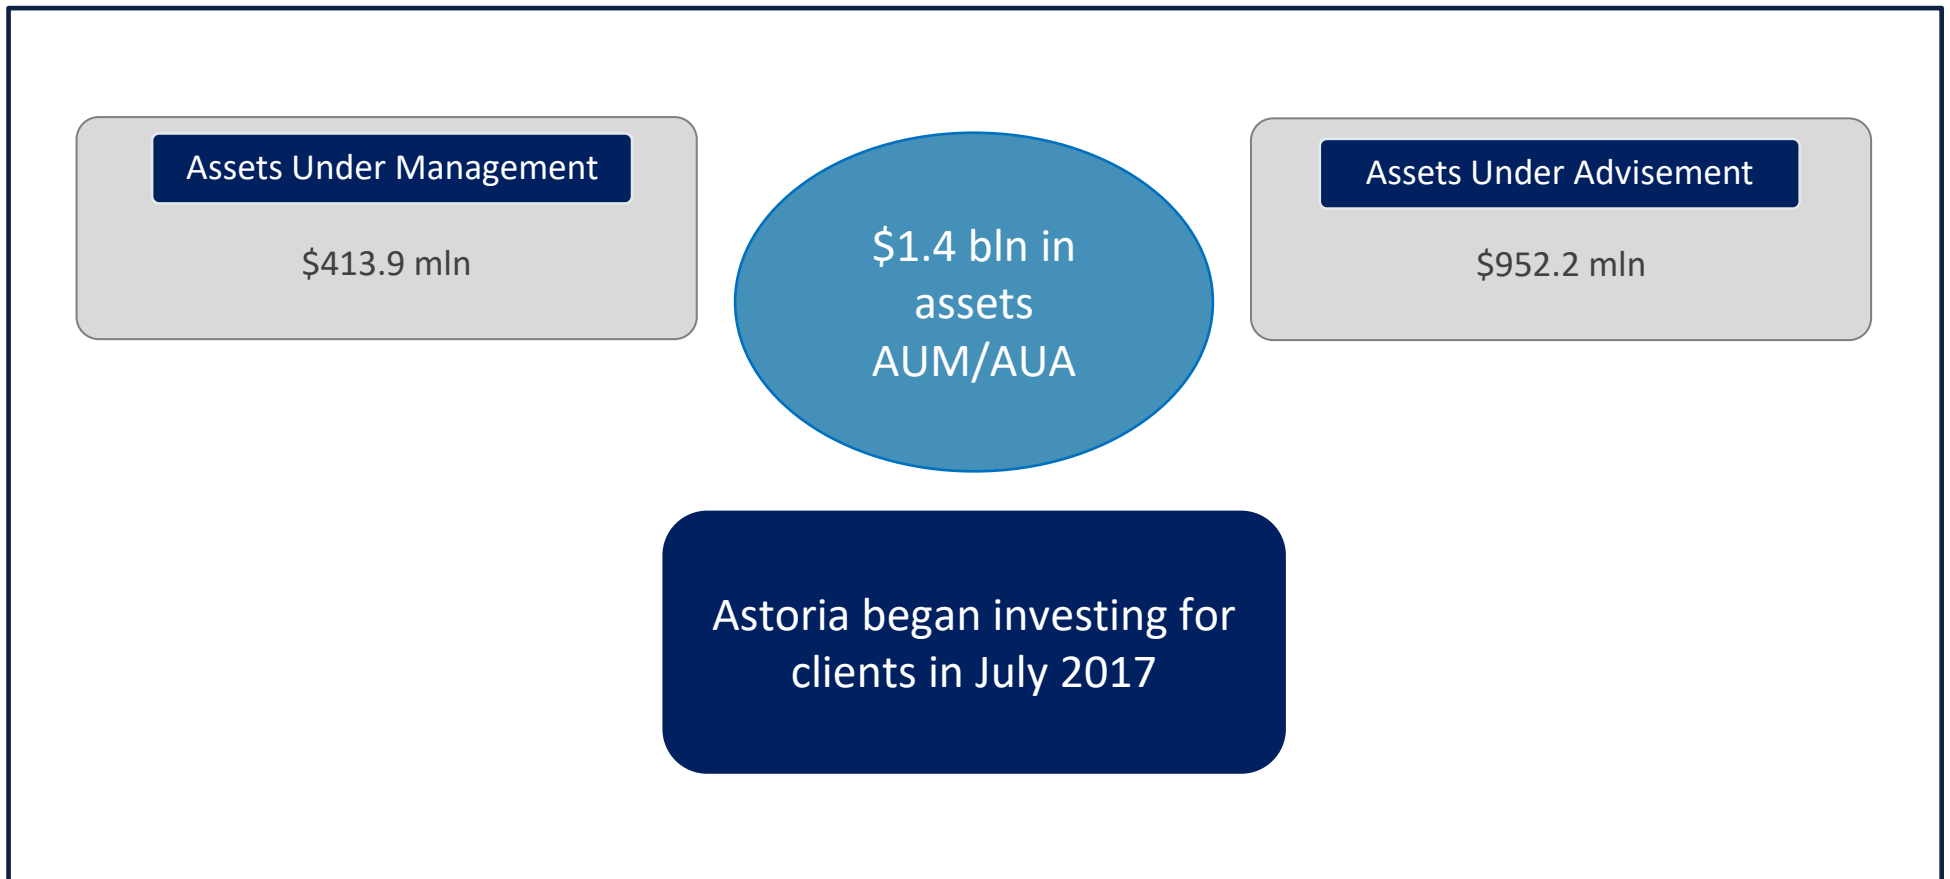 Assets Under Management
$413.9 mln
$1.4 bln in
assets
AUM/AUA
Assets Under Advisement
$952.2 mln
Astoria began investing for
clients in July 2017